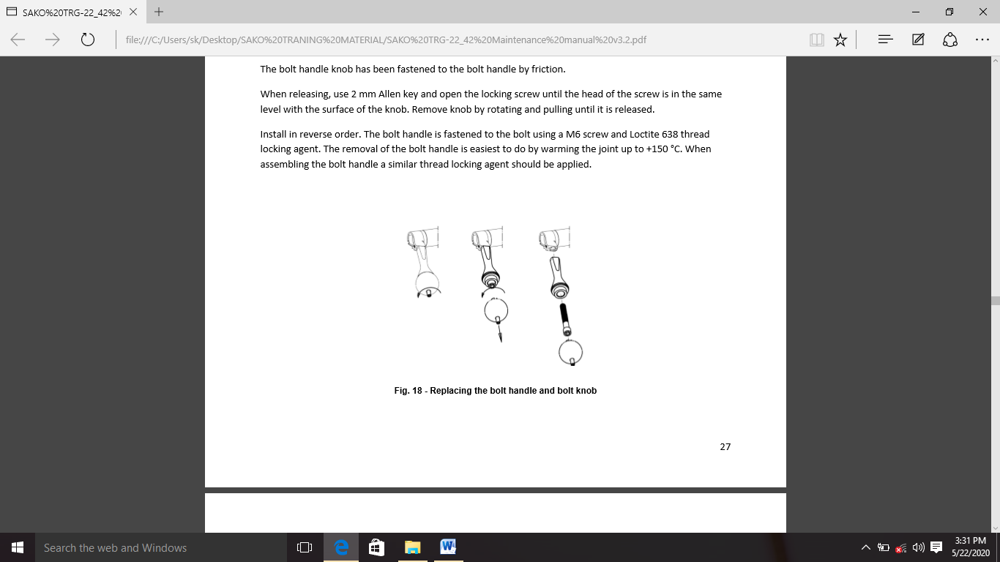 SAKO%20TRG-22_42%2(
file:///C:/Users/sk/Desktop/SAKO%20TRANING%20MATERIAL/SAKO%20TRG-22_42%20Maintenance%20manual%20v3.2.pdf
The bolt handle knob has been fastened to the bolt handle by friction.
When releasing, use 2 mm Allen key and open the locking screw until the head of the screw is in the same
level with the surface of the knob. Remove knob by rotating and pulling until it is released.
Install in reverse order. The bolt handle is fastened to the bolt using a M6 screw and Loctite 638 thread
locking agent. The removal of the bolt handle is easiest to do by warming the joint up to +150 °C. When
assembling the bolt handle a similar thread locking agent should be applied.
Fig. 18 - Replacing the bolt handle and bolt knob
27
Search the web and Windows
3:31 PM
5/22/2020